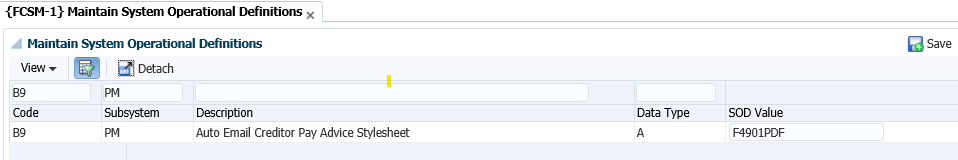 {FCSM-1} Maintain System Operational Definitions ×
Maintain System Operational Definitions Save
View Detach
B9 PM
Code Subsystem Description Data Type SOD Value
B9 PM Auto Email Creditor Pay Advice Stylesheet A F4901PDF